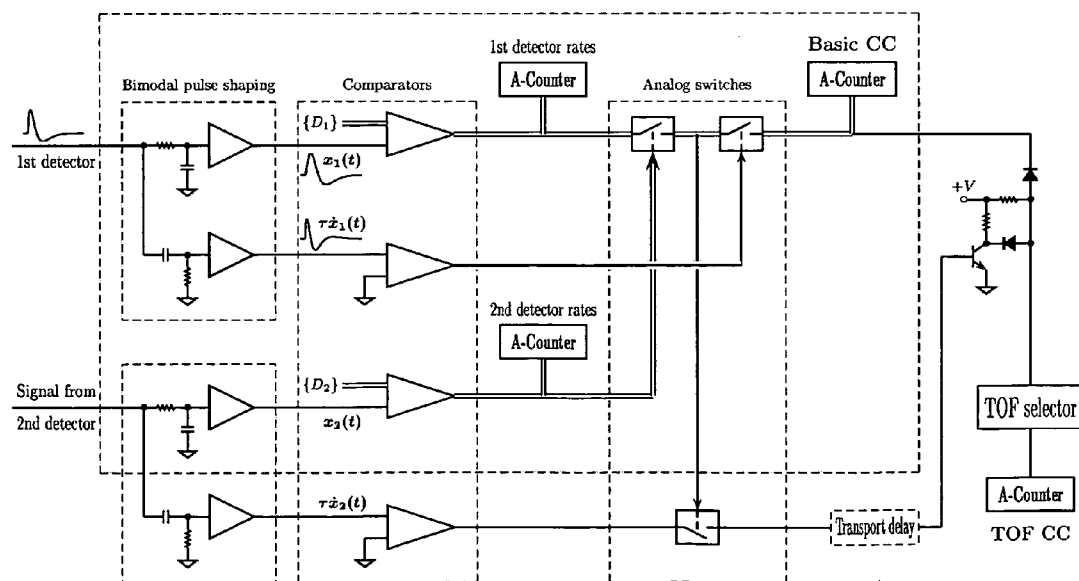 Basic CC
1st detector rates
A-Counter
A-Counter
Bimodal pulse shaping
Comparators
Analog switches
{D₁}
1st detector
x₁(t)
+V
τẋ₁(t)
2nd detector rates
A-Counter
Signal from
2nd detector
{D₂}
x₂(t)
TOF selector
τẋ₂(t)
A-Counter
Transport delay
TOF CC